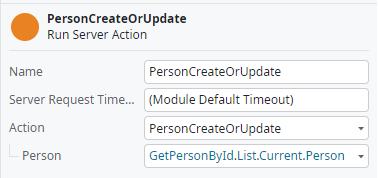 PersonCreateOrUpdate
Run Server Action
Name PersonCreateOrUpdate
Server Request Time... (Module Default Timeout)
Action PersonCreateOrUpdate
Person GetPersonById.List.Current.Person